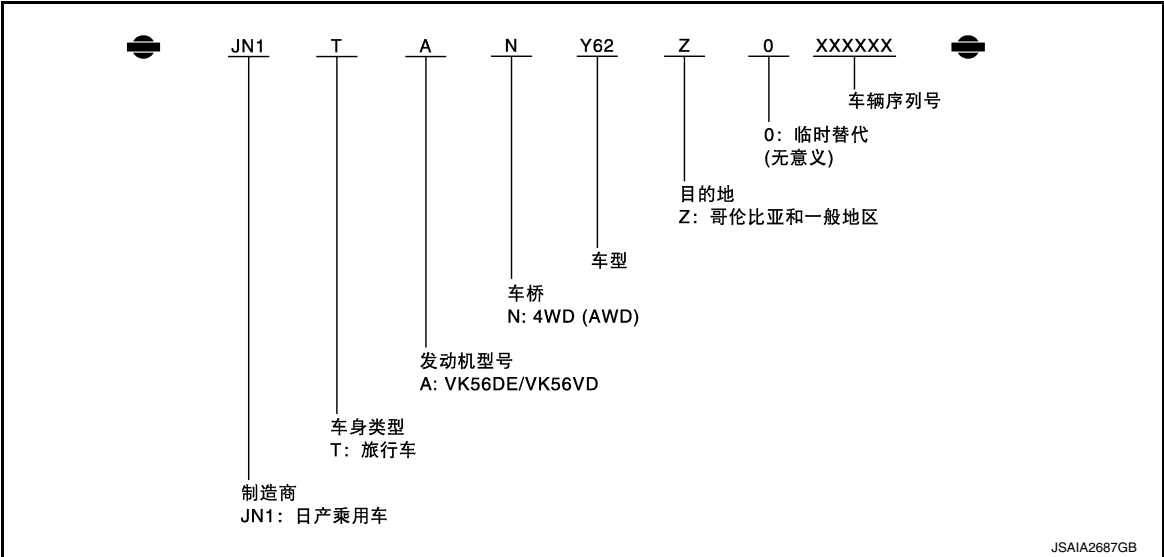 JN1 T A N Y62 Z 0 XXXXXX
车辆序列号
0：临时替代
(无意义)
目的地
Z：哥伦比亚和一般地区
车型
车桥
N: 4WD (AWD)
发动机型号
A: VK56DE/VK56VD
车身类型
T：旅行车
制造商
JN1：日产乘用车
JSAIA2687GB